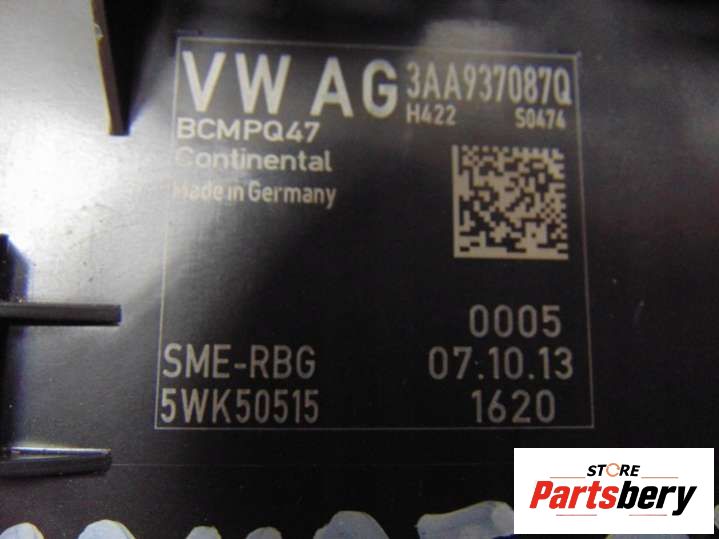 VW AG 3AA937087Q
H422 S0474
BCMPQ47
Continental
Made in Germany
0005
SME-RBG 07.10.13
5WK50515 1620
STORE
Partsbery